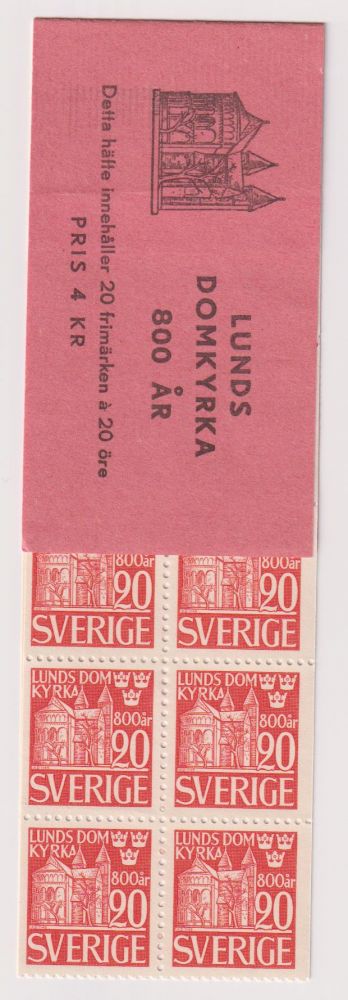 LUNDS
DOMKYRKA
800 ÅR
Detta häfte innehåller 20 frimärken à 20 öre
PRIS 4 KR
800år
20
SVERIGE
800år
20
SVERIGE
LUNDS DOM
KYRKA
800år
20
SVERIGE
LUNDS DOM
KYRKA
800år
20
SVERIGE
LUNDS DOM
KYRKA
800år
20
SVERIGE
LUNDS DOM
KYRKA
800år
20
SVERIGE